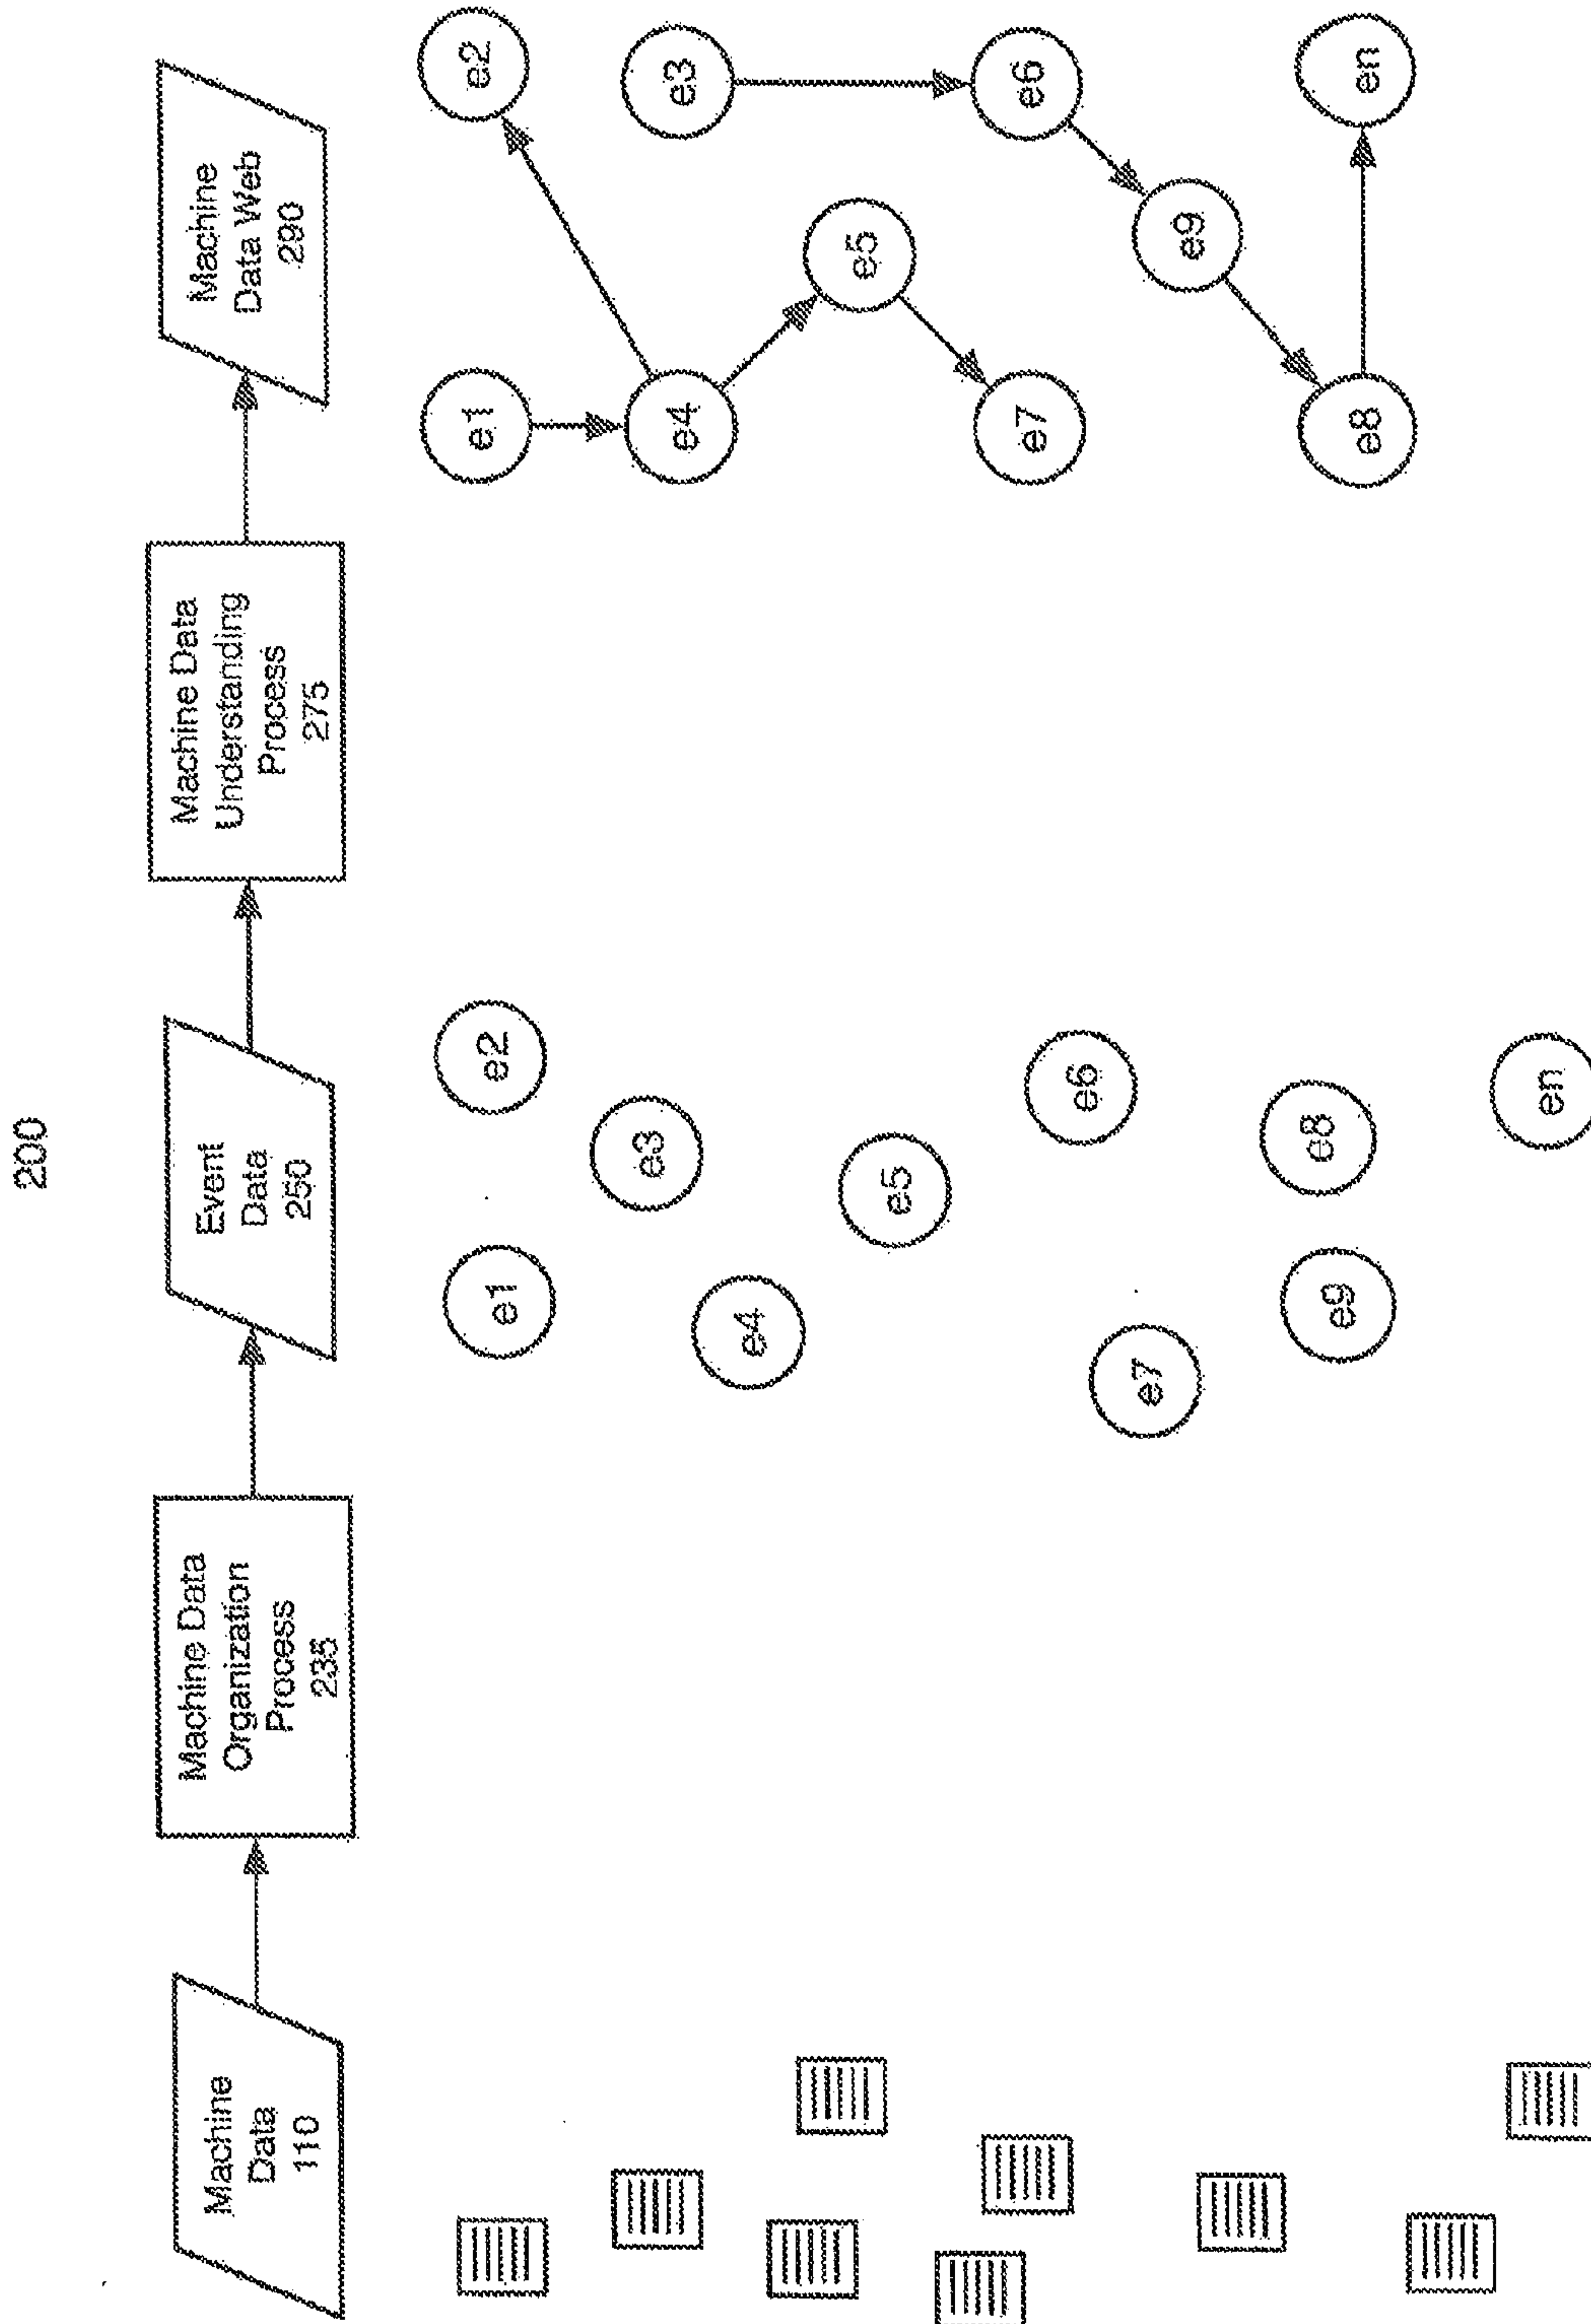 200
Machine
Data
110
Machine Data
Organization
Process
235
Event
Data
250
Machine Data
Understanding
Process
275
Machine
Data Web
290
e1
e2
e3
e4
e5
e6
e7
e8
e9
en
e1
e2
e4
e3
e5
e7
e6
e9
e8
en